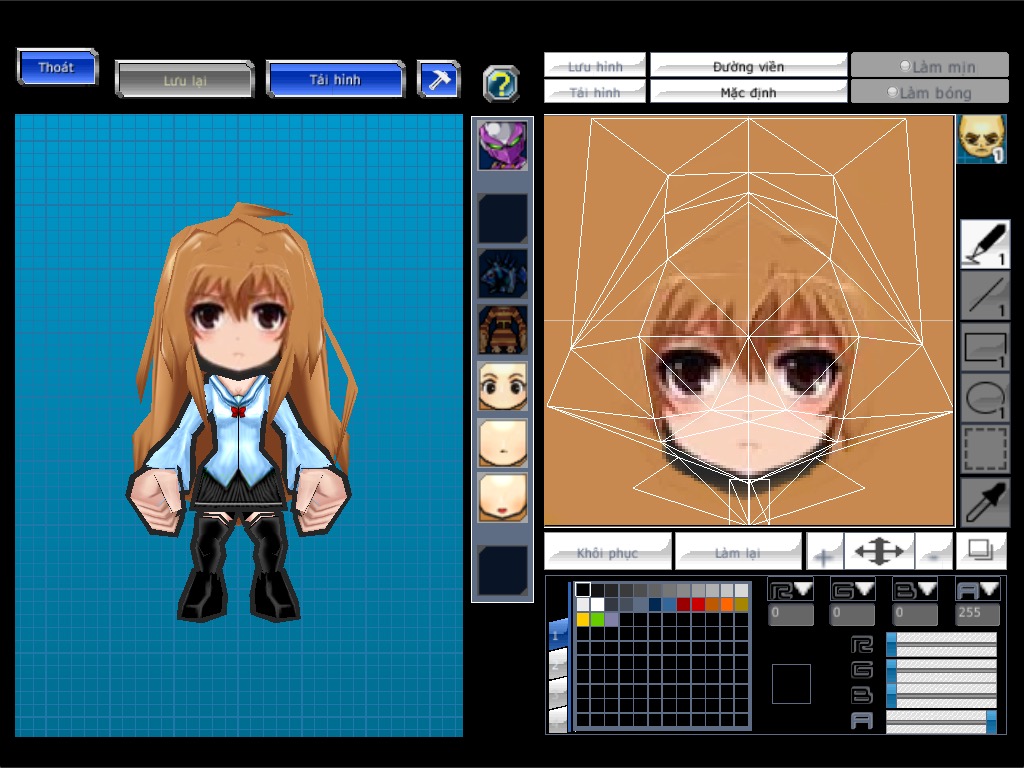 Thoát
Lưu lại
Tải hình
?
Lưu hình
Đường viền
Làm mịn
Tải hình
Mặc định
Làm bóng
1
1
1
1
1
Khôi phục
Làm lại
+
-
R
G
B
A
0
0
0
255
1
2
R
G
B
A